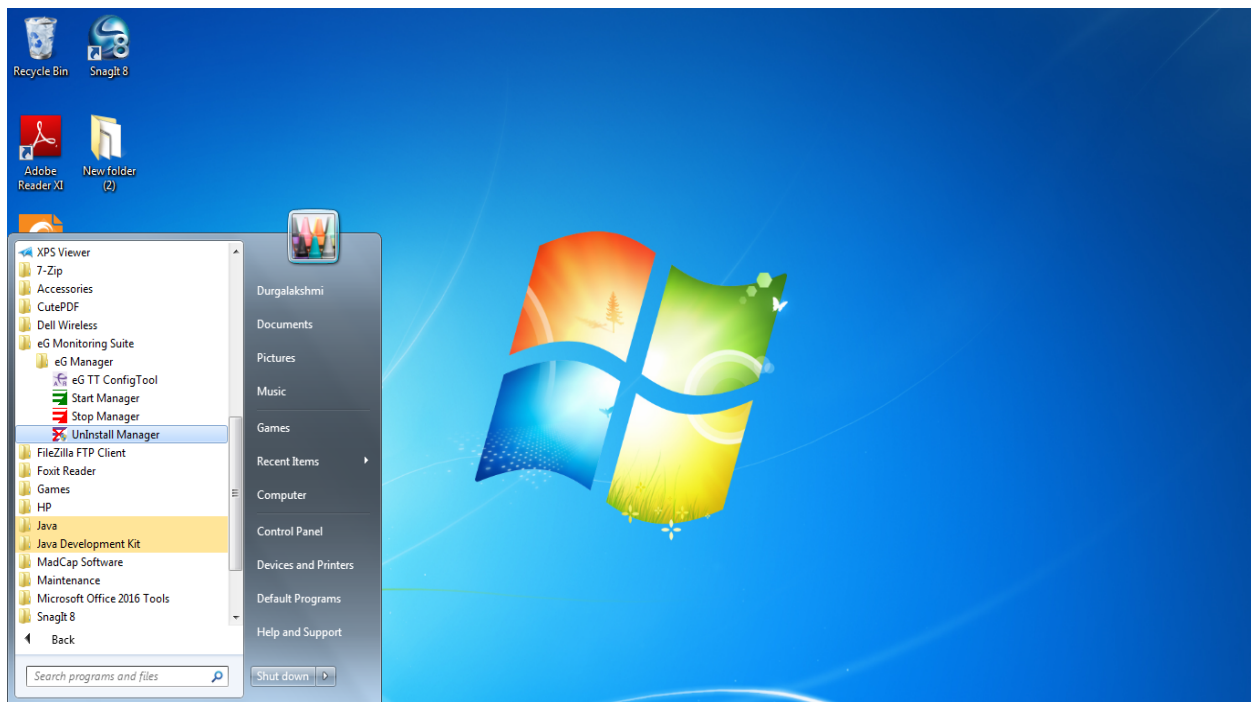 Recycle Bin
SnagIt 8
Adobe
Reader XI
New folder
(2)
XPS Viewer
7-Zip
Accessories
CutePDF
Dell Wireless
eG Monitoring Suite
eG Manager
eG TT ConfigTool
Start Manager
Stop Manager
UnInstall Manager
FileZilla FTP Client
Foxit Reader
Games
HP
Java
Java Development Kit
MadCap Software
Maintenance
Microsoft Office 2016 Tools
SnagIt 8
Back
Search programs and files
Durgalakshmi
Documents
Pictures
Music
Games
Recent Items
Computer
Control Panel
Devices and Printers
Default Programs
Help and Support
Shut down